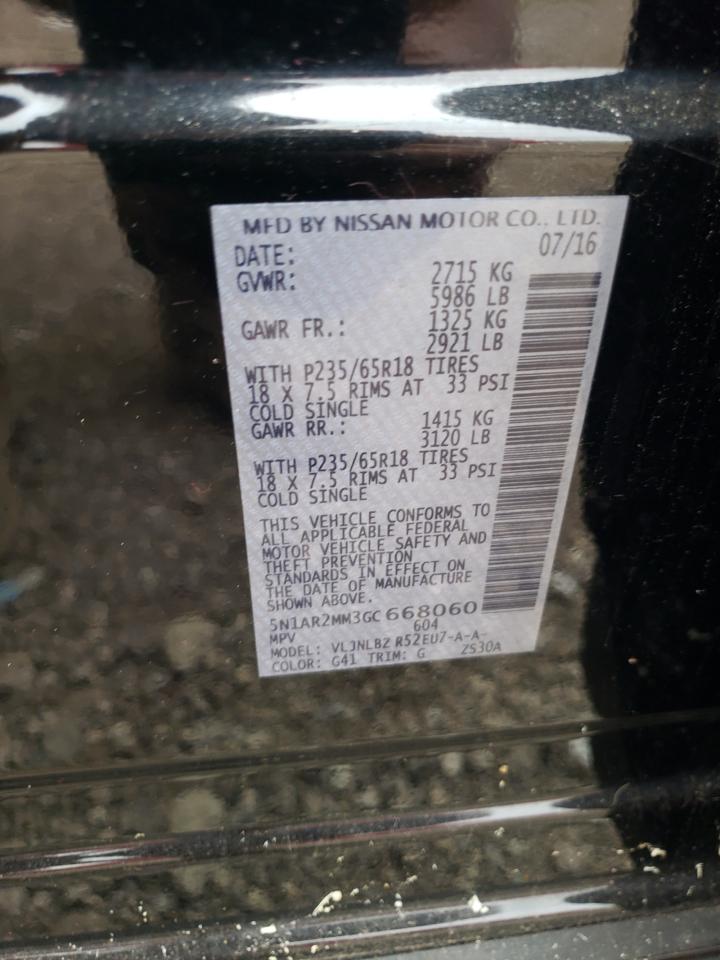 MFD BY NISSAN MOTOR CO., LTD.
DATE: 07/16
GVWR: 2715 KG
5986 LB
GAWR FR.: 1325 KG
2921 LB
WITH P235/65R18 TIRES
18 X 7.5 RIMS AT 33 PSI
COLD SINGLE
GAWR RR.: 1415 KG
3120 LB
WITH P235/65R18 TIRES
18 X 7.5 RIMS AT 33 PSI
COLD SINGLE
THIS VEHICLE CONFORMS TO
ALL APPLICABLE FEDERAL
MOTOR VEHICLE SAFETY AND
THEFT PREVENTION
STANDARDS IN EFFECT ON
THE DATE OF MANUFACTURE
SHOWN ABOVE.
5N1AR2MM3GC668060
MPV 604
MODEL: VLJNLBZ R52EU7-A-A-
COLOR: G41 TRIM: G ZS30A